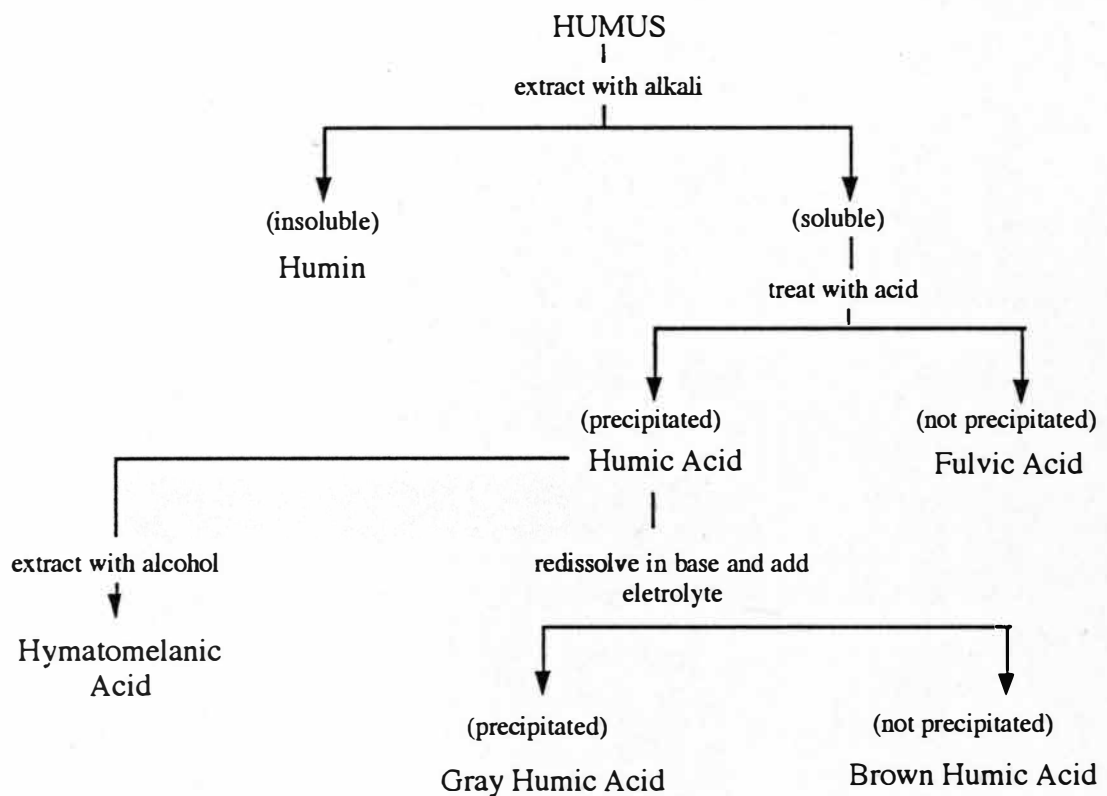 HUMUS
extract with alkali
(insoluble)
Humin
(soluble)
treat with acid
(precipitated)
Humic Acid
(not precipitated)
Fulvic Acid
extract with alcohol
Hymatomelanic
Acid
redissolve in base and add
eletrolyte
(precipitated)
Gray Humic Acid
(not precipitated)
Brown Humic Acid